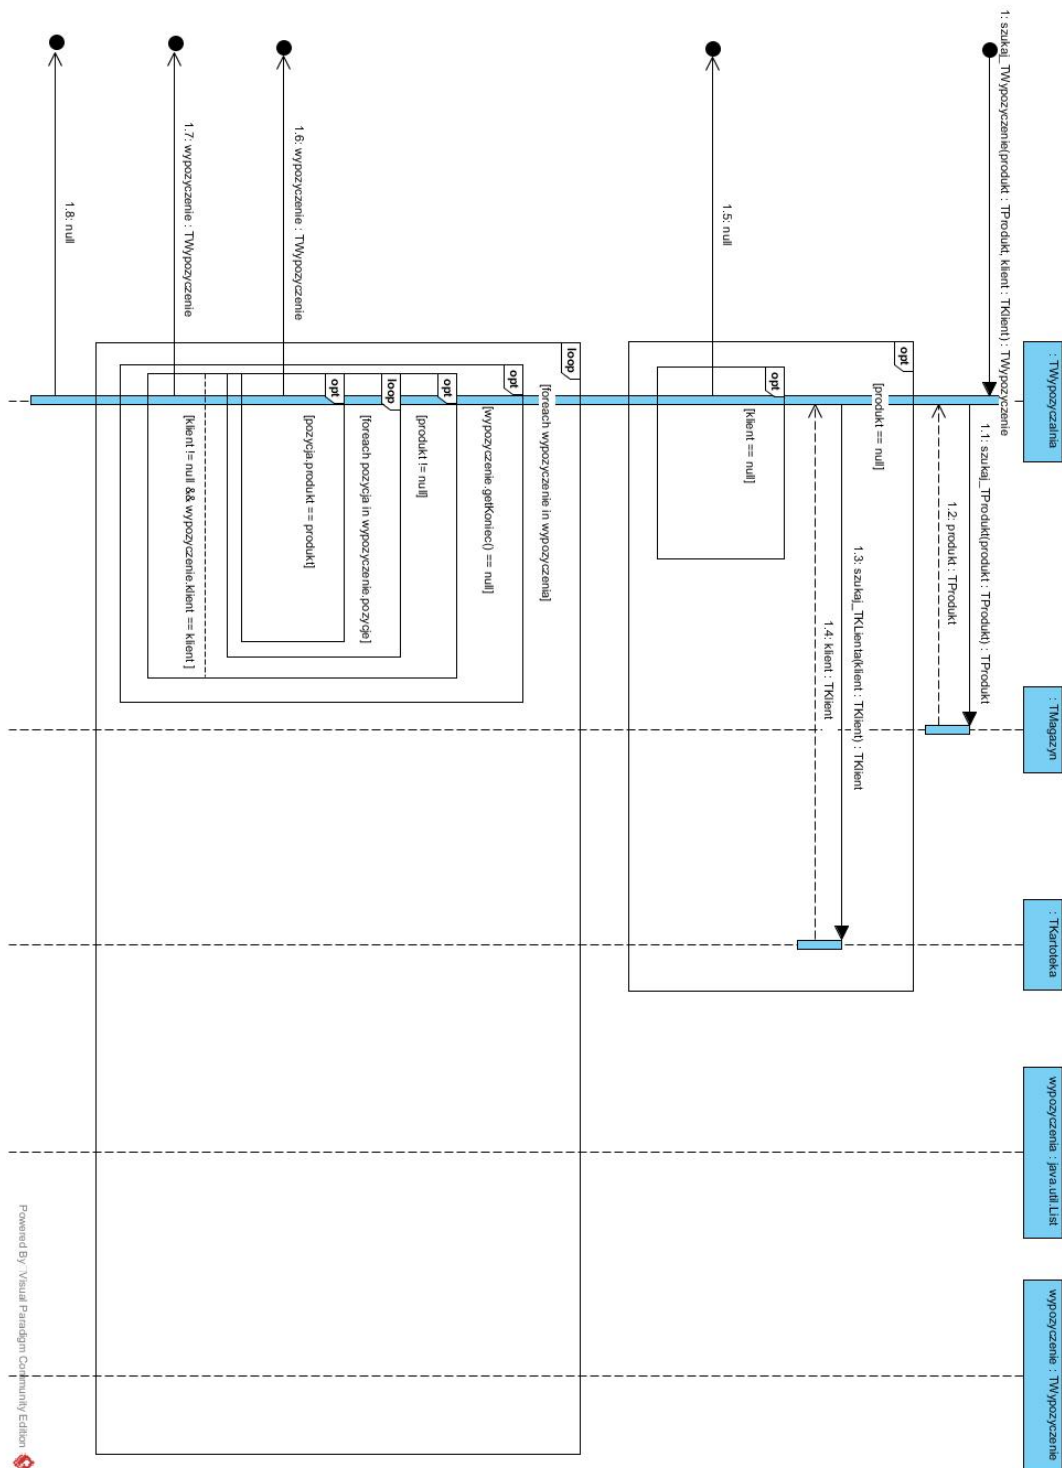 : TWypozyczalnia
: TMagazyn
: TKartoteka
wypozyczenia : java.util.List
wypozyczenie : TWypozyczenie
1: szukaj_TWypozyczenie(produkt : TProdukt, klient : TKlient) : TWypozyczenie
1.1: szukaj_TProdukt(produkt : TProdukt) : TProdukt
1.2: produkt : TProdukt
opt
[produkt == null]
1.3: szukaj_TKLienta(klient : TKlient) : TKlient
1.4: klient : TKlient
opt
[klient == null]
1.5: null
loop
[foreach wypozyczenie in wypozyczenia]
opt
[wypozyczenie.getKoniec() == null]
opt
[produkt != null]
loop
[foreach pozycja in wypozyczenie.pozycje]
opt
[pozycja.produkt == produkt]
1.6: wypozyczenie : TWypozyczenie
[klient != null && wypozyczenie.klient == klient ]
1.7: wypozyczenie : TWypozyczenie
1.8: null
Powered By Visual Paradigm Community Edition